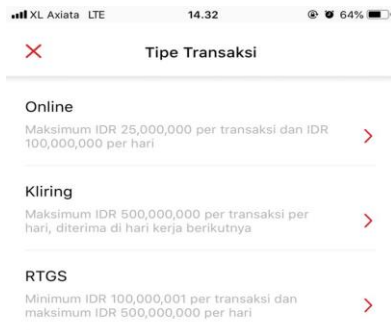 XL Axiata LTE 14.32 64%
Tipe Transaksi
Online
Maksimum IDR 25,000,000 per transaksi dan IDR
100,000,000 per hari
Kliring
Maksimum IDR 500,000,000 per transaksi per
hari, diterima di hari kerja berikutnya
RTGS
Minimum IDR 100,000,001 per transaksi dan
maksimum IDR 500,000,000 per hari